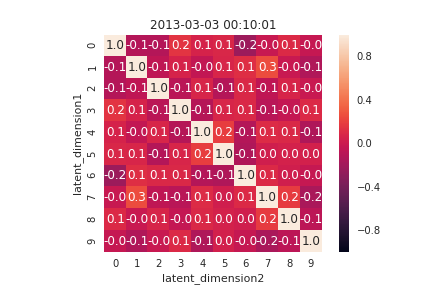 2013-03-03 00:10:01
latent_dimension1
0 1.0 -0.1 -0.1 0.2 0.1 0.1 -0.2 -0.0 0.1 -0.0
1 -0.1 1.0 -0.1 0.1 -0.0 0.1 0.1 0.3 -0.0 -0.1
2 -0.1 -0.1 1.0 -0.1 0.1 -0.1 0.1 -0.1 0.1 -0.0
3 0.2 0.1 -0.1 1.0 -0.1 0.1 0.1 -0.1 -0.0 0.1
4 0.1 -0.0 0.1 -0.1 1.0 0.2 -0.1 0.1 0.1 -0.1
5 0.1 0.1 -0.1 0.1 0.2 1.0 -0.1 0.0 0.0 0.0
6 -0.2 0.1 0.1 0.1 -0.1 -0.1 1.0 0.1 0.0 -0.0
7 -0.0 0.3 -0.1 -0.1 0.1 0.0 0.1 1.0 0.2 -0.2
8 0.1 -0.0 0.1 -0.0 0.1 0.0 0.0 0.2 1.0 -0.1
9 -0.0 -0.1 -0.0 0.1 -0.1 0.0 -0.0 -0.2 -0.1 1.0
0 1 2 3 4 5 6 7 8 9
latent_dimension2
0.8
0.4
0.0
-0.4
-0.8